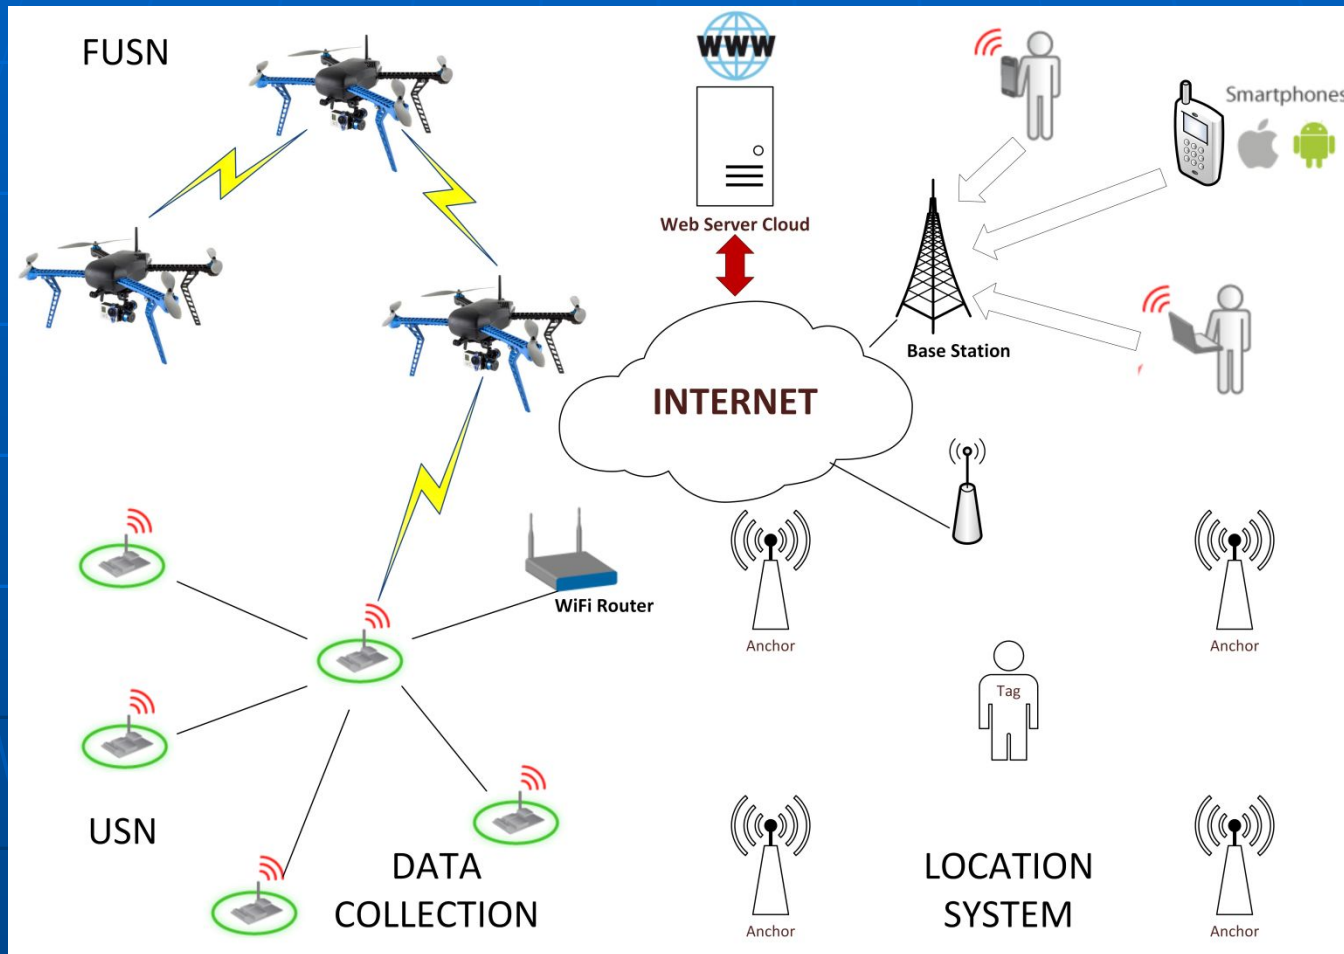 FUSN
WWW
Smartphones
Web Server Cloud
Base Station
INTERNET
WiFi Router
Anchor
Anchor
Tag
USN
DATA
COLLECTION
LOCATION
SYSTEM
Anchor
Anchor